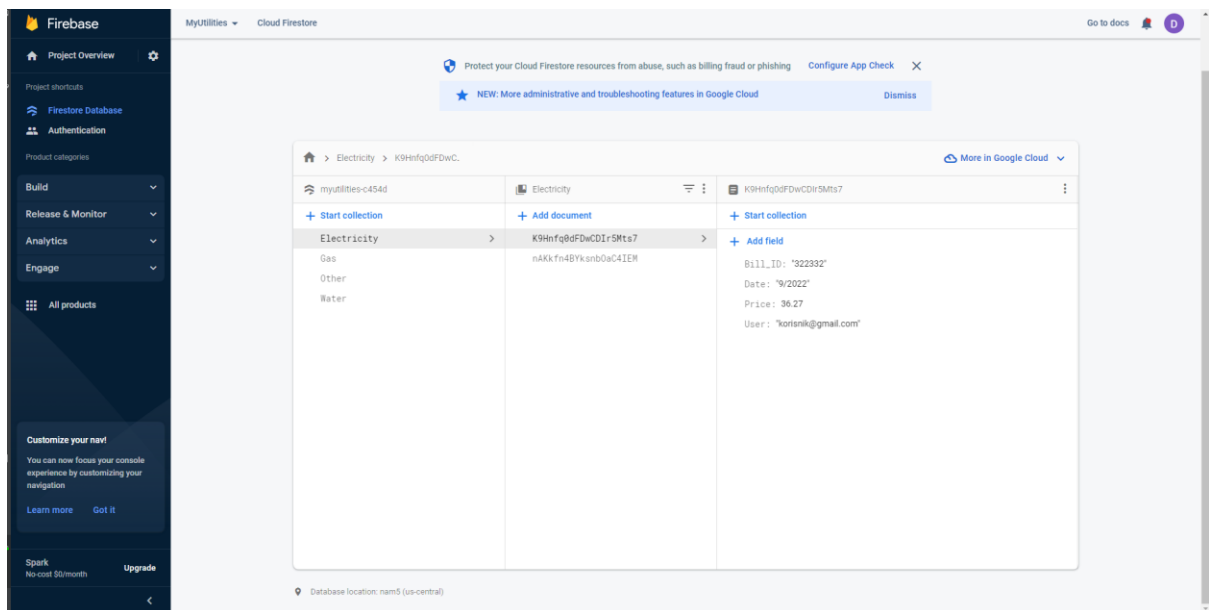 Firebase
Project Overview
Project shortcuts
Firestore Database
Authentication
Product categories
Build
Release & Monitor
Analytics
Engage
All products
Customize your nav!
You can now focus your console
experience by customizing your
navigation
Learn more Got it
Spark
No-cost $0/month
Upgrade
MyUtilities Cloud Firestore
Go to docs
D
Protect your Cloud Firestore resources from abuse, such as billing fraud or phishing Configure App Check
NEW: More administrative and troubleshooting features in Google Cloud Dismiss
Electricity > K9Hnfq0dFDwC.
More in Google Cloud
myutilities-c454d
+ Start collection
Electricity
Gas
Other
Water
Electricity
+ Add document
K9Hnfq0dFDwCDIr5Mts7
nAKkfn4BYksnbOaC4IEM
K9Hnfq0dFDwCDIr5Mts7
+ Start collection
+ Add field
Bill_ID: "322332"
Date: "9/2022"
Price: 36.27
User: "korisnik@gmail.com"
Database location: nam5 (us-central)